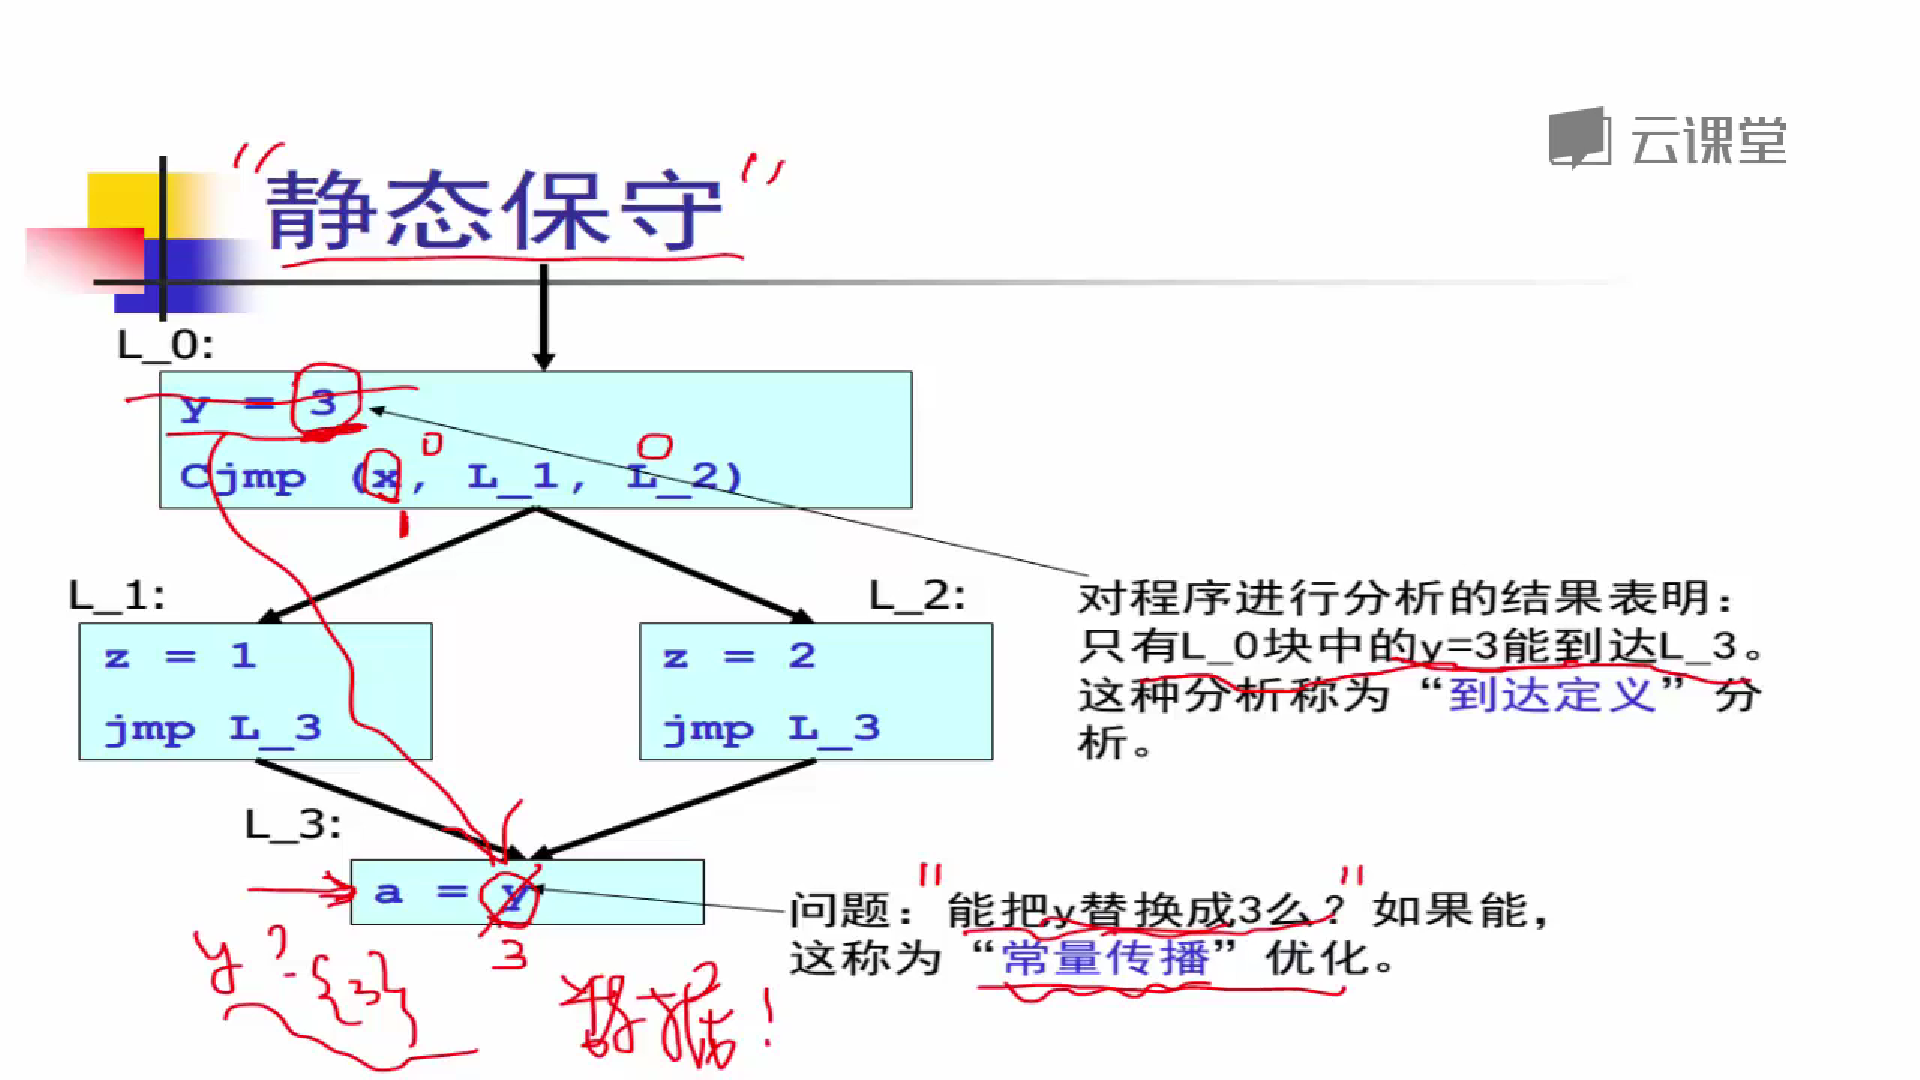 云课堂
"静态保守"
L_0:
y = 3
0 0
Cjmp (x, L_1, L_2)
1
L_1:
z = 1
jmp L_3
L_2:
z = 2
jmp L_3
对程序进行分析的结果表明：
只有L_0块中的y=3能到达L_3。
这种分析称为“到达定义”分
析。
L_3:
a = y
3
y? {3}
数据!
问题："能把y替换成3么？"如果能，
这称为“常量传播”优化。